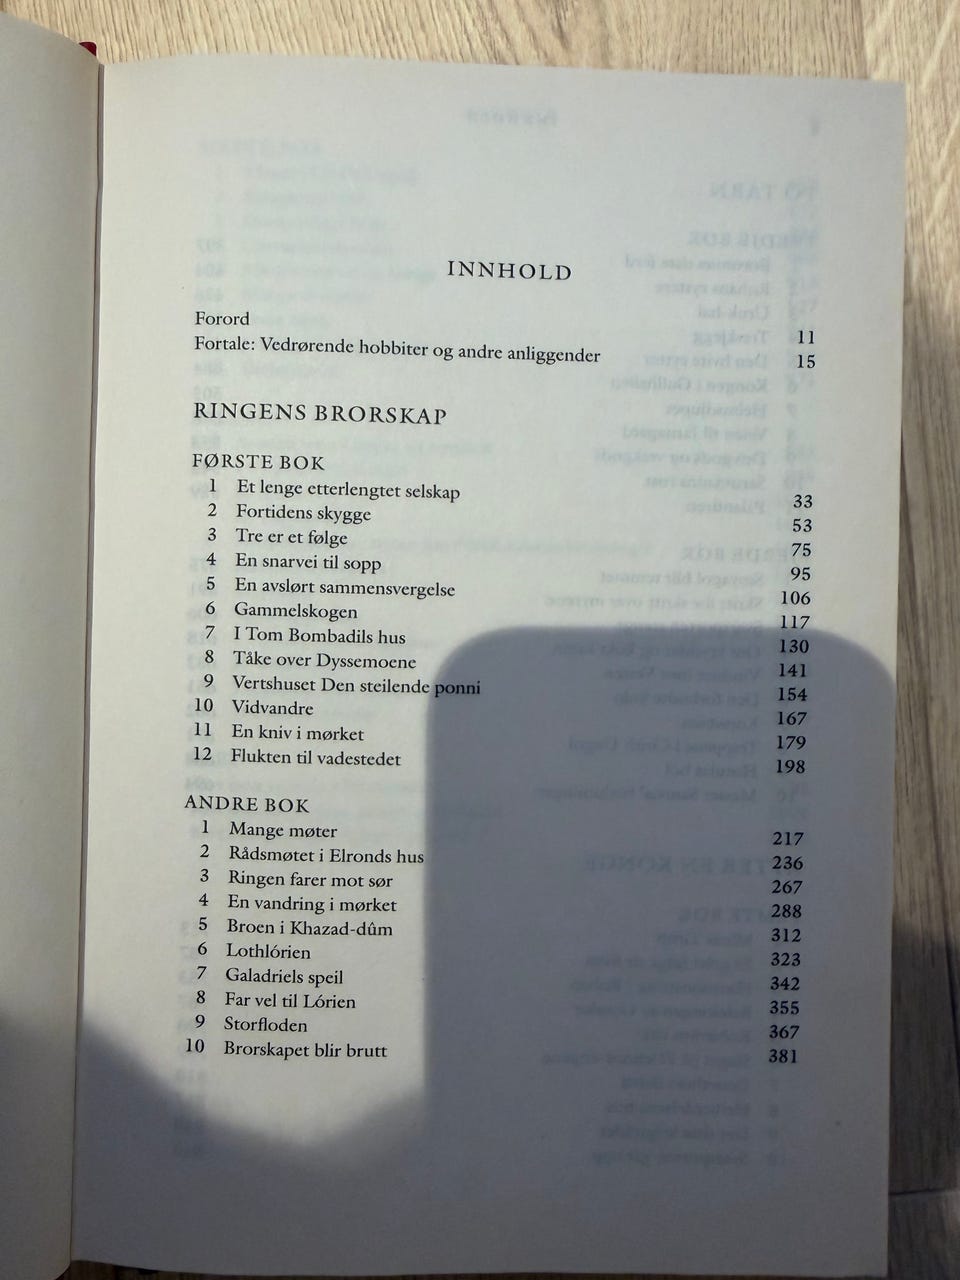 INNHOLD
Forord 11
Fortale: Vedrørende hobbiter og andre anliggender 15
RINGENS BRORSKAP
FØRSTE BOK
1 Et lenge etterlengtet selskap 33
2 Fortidens skygge 53
3 Tre er et følge 75
4 En snarvei til sopp 95
5 En avslørt sammensvergelse 106
6 Gammelskogen 117
7 I Tom Bombadils hus 130
8 Tåke over Dyssemoene 141
9 Vertshuset Den steilende ponni 154
10 Vidvandre 167
11 En kniv i mørket 179
12 Flukten til vadestedet 198
ANDRE BOK
1 Mange møter 217
2 Rådsmøtet i Elronds hus 236
3 Ringen farer mot sør 267
4 En vandring i mørket 288
5 Broen i Khazad-dûm 312
6 Lothlórien 323
7 Galadriels speil 342
8 Far vel til Lórien 355
9 Storfloden 367
10 Brorskapet blir brutt 381